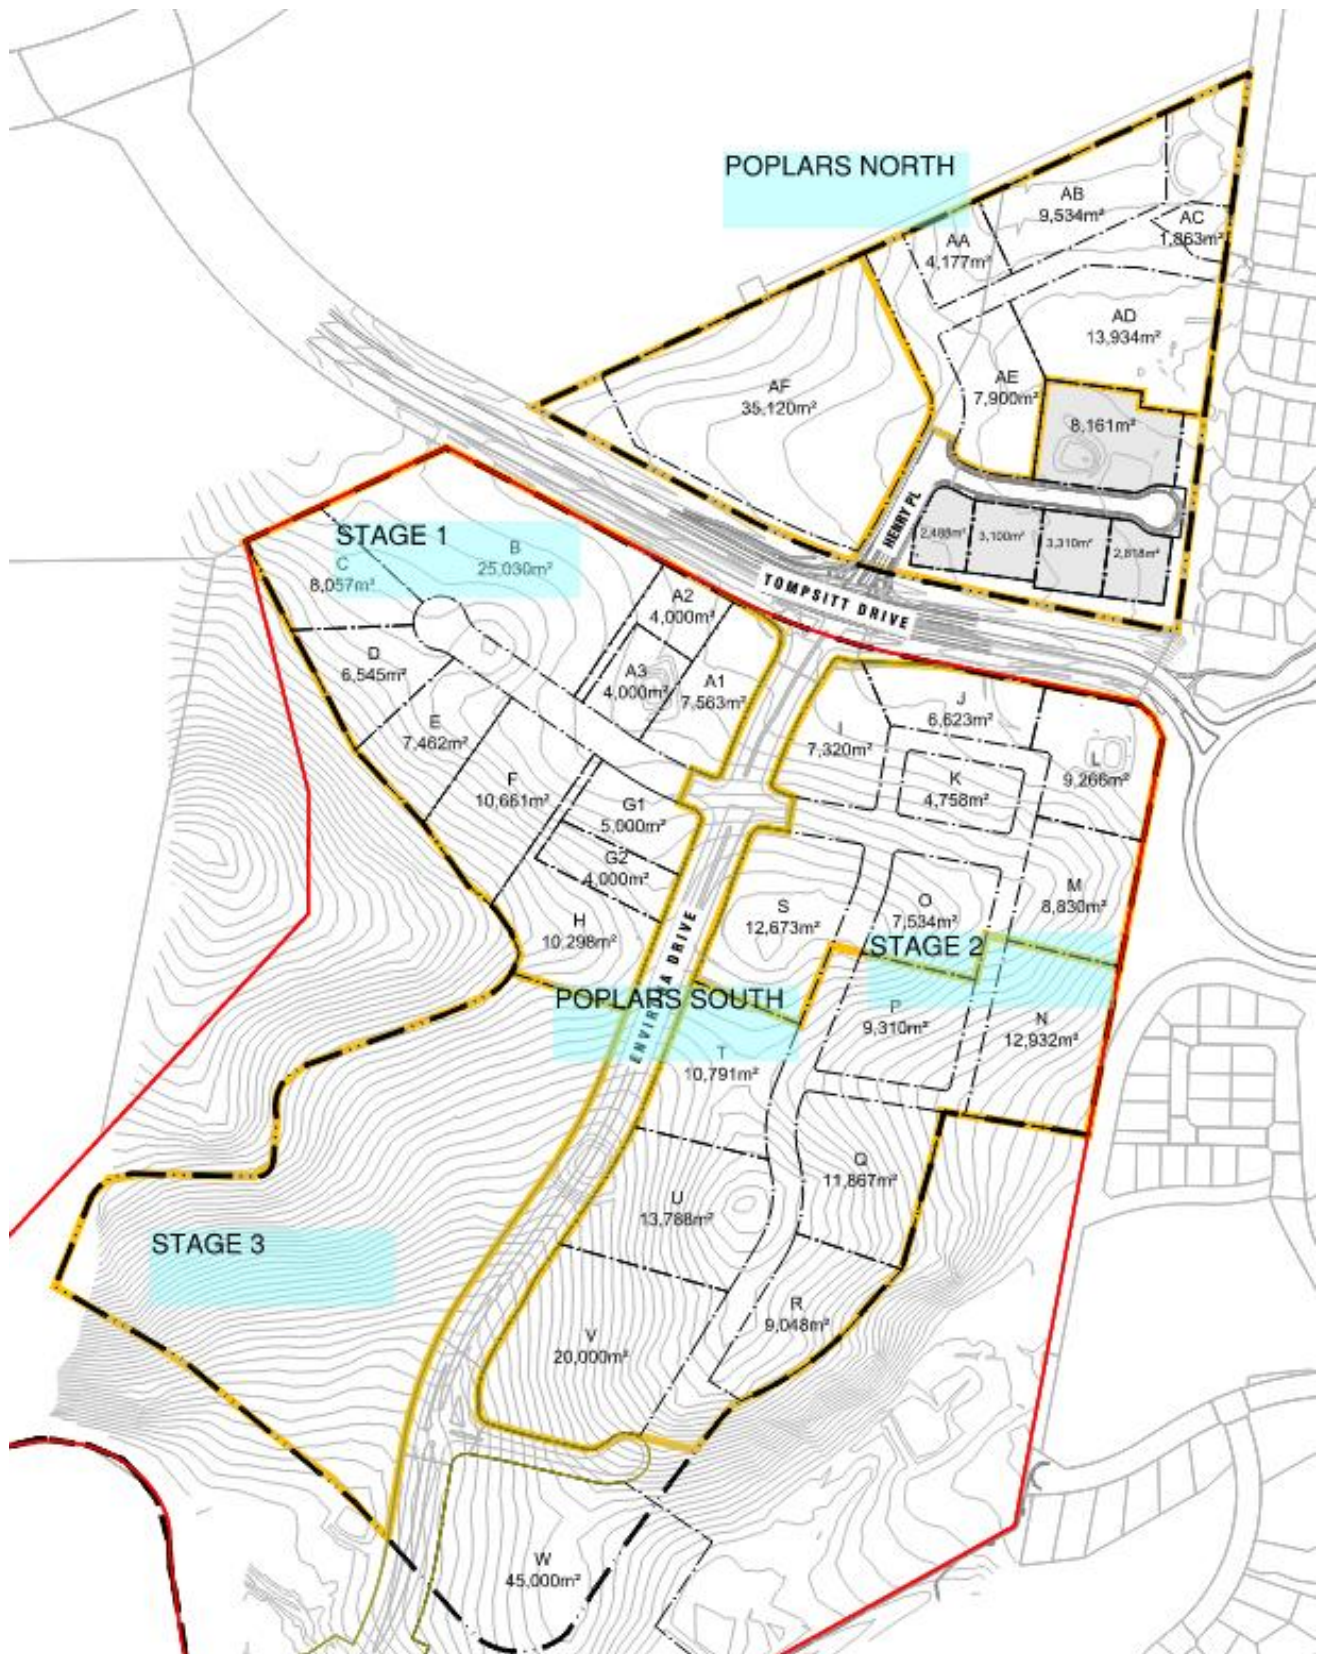 POPLARS NORTH
AB
9,534m²
AC
1,863m²
AA
4,177m²
AD
13,934m²
AE
7,900m²
AF
35,120m²
8,161m²
HENRY PL
2,488m²
3,100m²
3,310m²
2,818m²
TOMPSITT DRIVE
STAGE 1
B
25,030m²
C
8,057m²
A2
4,000m²
D
6,545m²
A3
4,000m²
A1
7,563m²
E
7,462m²
F
10,661m²
G1
5,000m²
G2
4,000m²
H
10,298m²
I
7,320m²
J
6,623m²
K
4,758m²
L
9,266m²
M
8,830m²
S
12,673m²
O
7,534m²
STAGE 2
POPLARS SOUTH
DRIVE
P
9,310m²
N
12,932m²
T
10,791m²
Q
11,867m²
U
13,788m²
STAGE 3
R
9,048m²
V
20,000m²
W
45,000m²